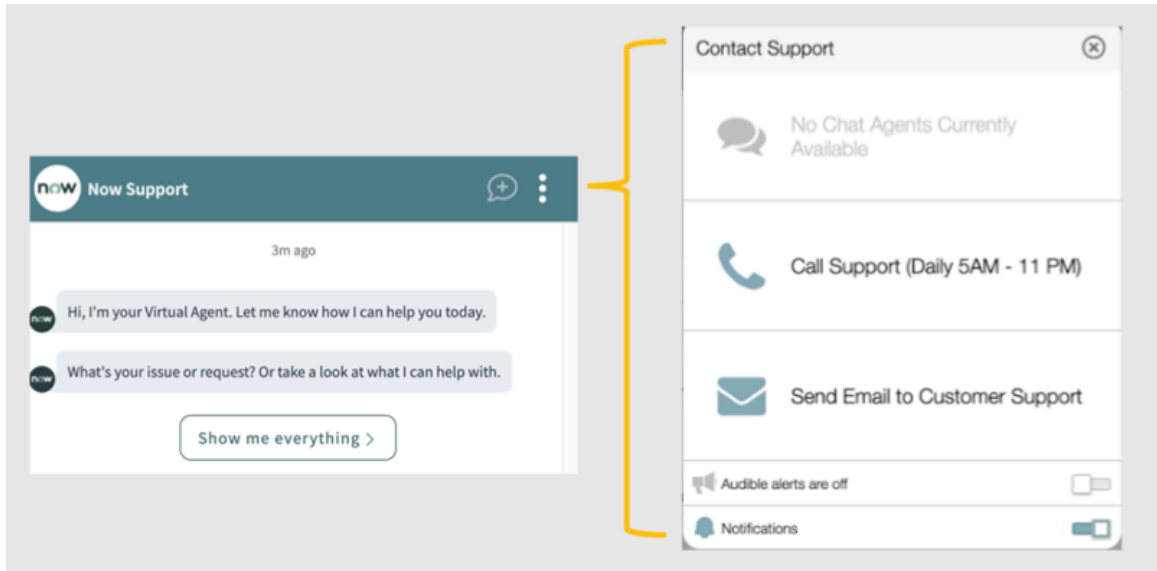 now Now Support
3m ago
now Hi, I'm your Virtual Agent. Let me know how I can help you today.
now What's your issue or request? Or take a look at what I can help with.
Show me everything >
Contact Support
No Chat Agents Currently
Available
Call Support (Daily 5AM - 11 PM)
Send Email to Customer Support
Audible alerts are off
Notifications